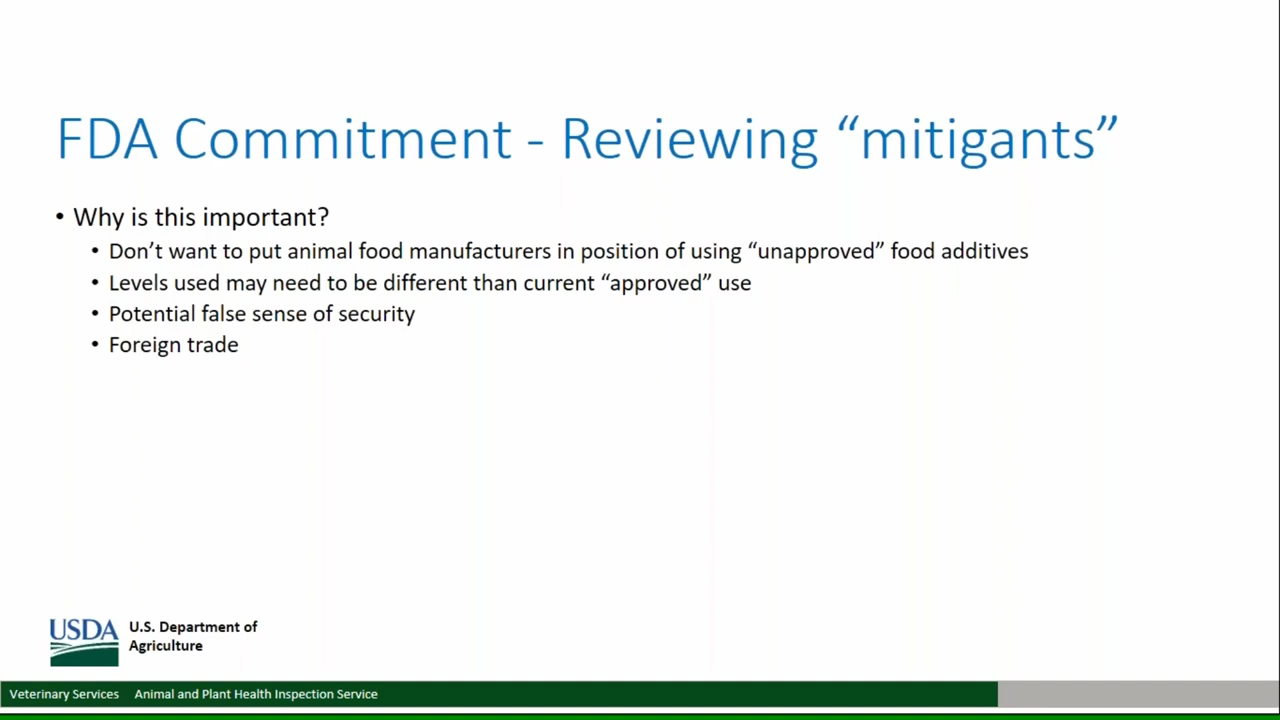 FDA Commitment - Reviewing “mitigants”
• Why is this important?
• Don’t want to put animal food manufacturers in position of using “unapproved” food additives
• Levels used may need to be different than current “approved” use
• Potential false sense of security
• Foreign trade
USDA
U.S. Department of
Agriculture
Veterinary Services Animal and Plant Health Inspection Service